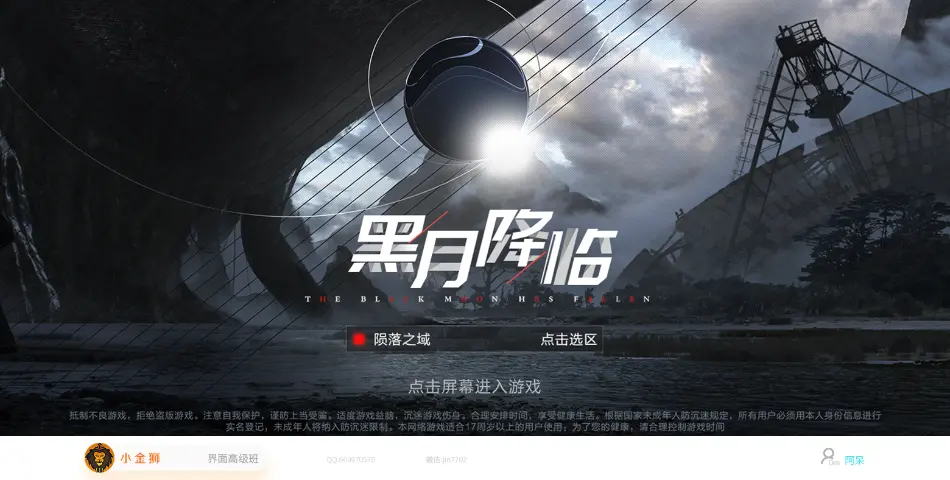 黑月降临
THE BLACK MOON HAS FALLEN
陨落之域 点击选区
点击屏幕进入游戏
抵制不良游戏，拒绝盗版游戏，注意自我保护，谨防上当受骗，适度游戏益脑，沉迷游戏伤身，合理安排时间，享受健康生活。根据国家未成年人防沉迷规定，所有用户必须用本人身份信息进行
实名登记，未成年人将纳入防沉迷限制。本网络游戏适合17周岁以上的用户使用；为了您的健康，请合理控制游戏时间
小金狮 界面高级班 阿呆